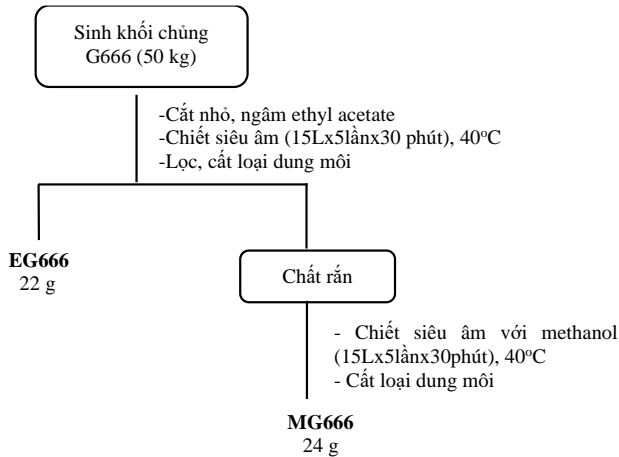 Sinh khối chủng
G666 (50 kg)
-Cắt nhỏ, ngâm ethyl acetate
-Chiết siêu âm (15Lx5lầnx30 phút), 40ºC
-Lọc, cất loại dung môi
EG666
22 g
Chất rắn
- Chiết siêu âm với methanol
(15Lx5lầnx30phút), 40ºC
- Cất loại dung môi
MG666
24 g